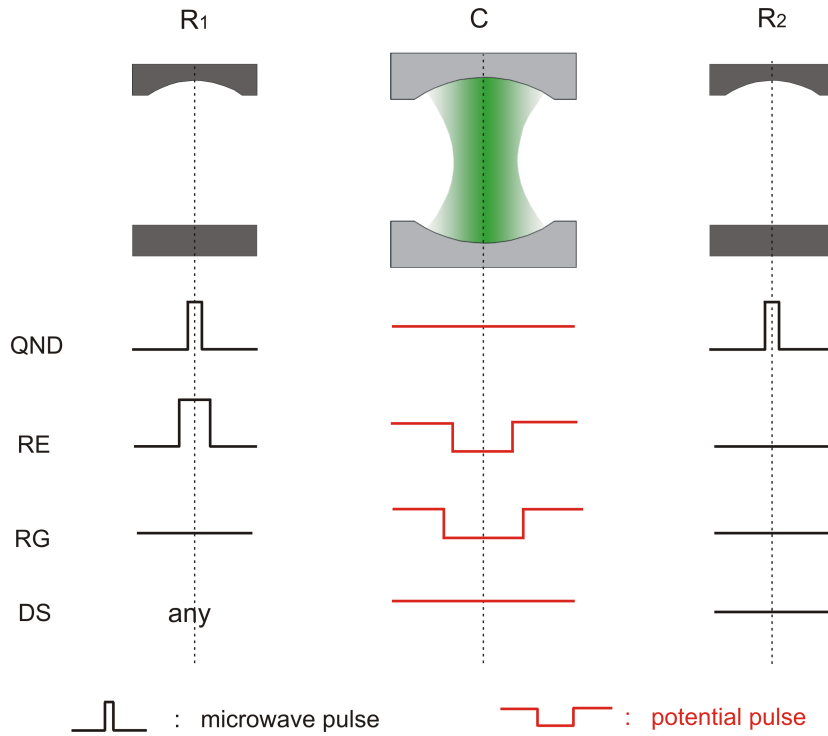 R1 C R2
QND
RE
RG
DS any
: microwave pulse : potential pulse